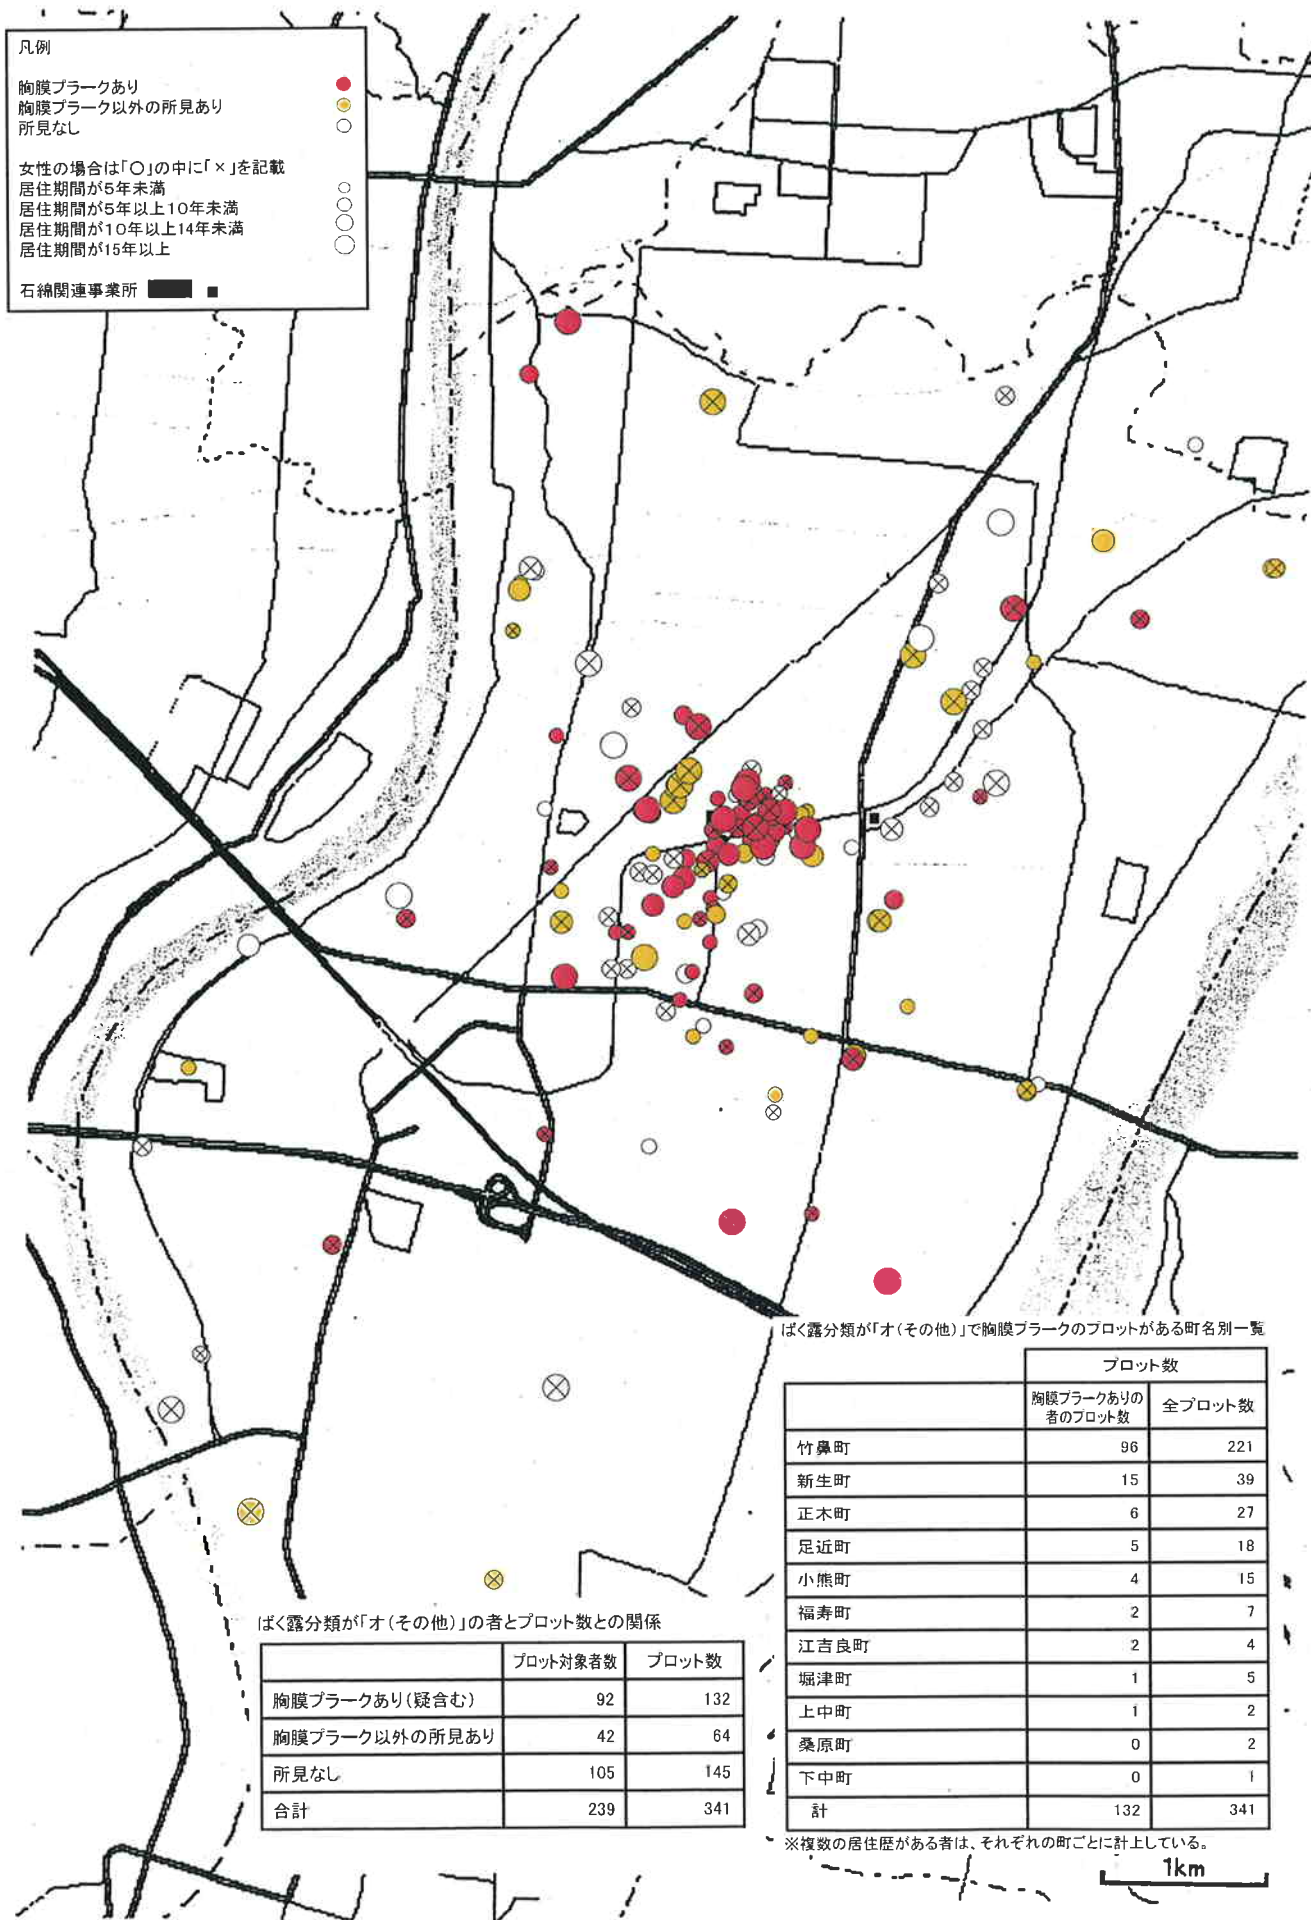 凡例
胸膜プラークあり
胸膜プラーク以外の所見あり
所見なし
女性の場合は「○」の中に「×」を記載
居住期間が5年未満
居住期間が5年以上10年未満
居住期間が10年以上14年未満
居住期間が15年以上
石綿関連事業所
ばく露分類が「オ(その他)」で胸膜プラークのプロットがある町名別一覧
プロット数
胸膜プラークありの
者のプロット数 全プロット数
竹鼻町 96 221
新生町 15 39
正木町 6 27
足近町 5 18
小熊町 4 15
福寿町 2 7
江吉良町 2 4
堀津町 1 5
上中町 1 2
桑原町 0 2
下中町 0 1
計 132 341
※複数の居住歴がある者は、それぞれの町ごとに計上している。
ばく露分類が「オ(その他)」の者とプロット数との関係
プロット対象者数 プロット数
胸膜プラークあり(疑含む) 92 132
胸膜プラーク以外の所見あり 42 64
所見なし 105 145
合計 239 341
1km